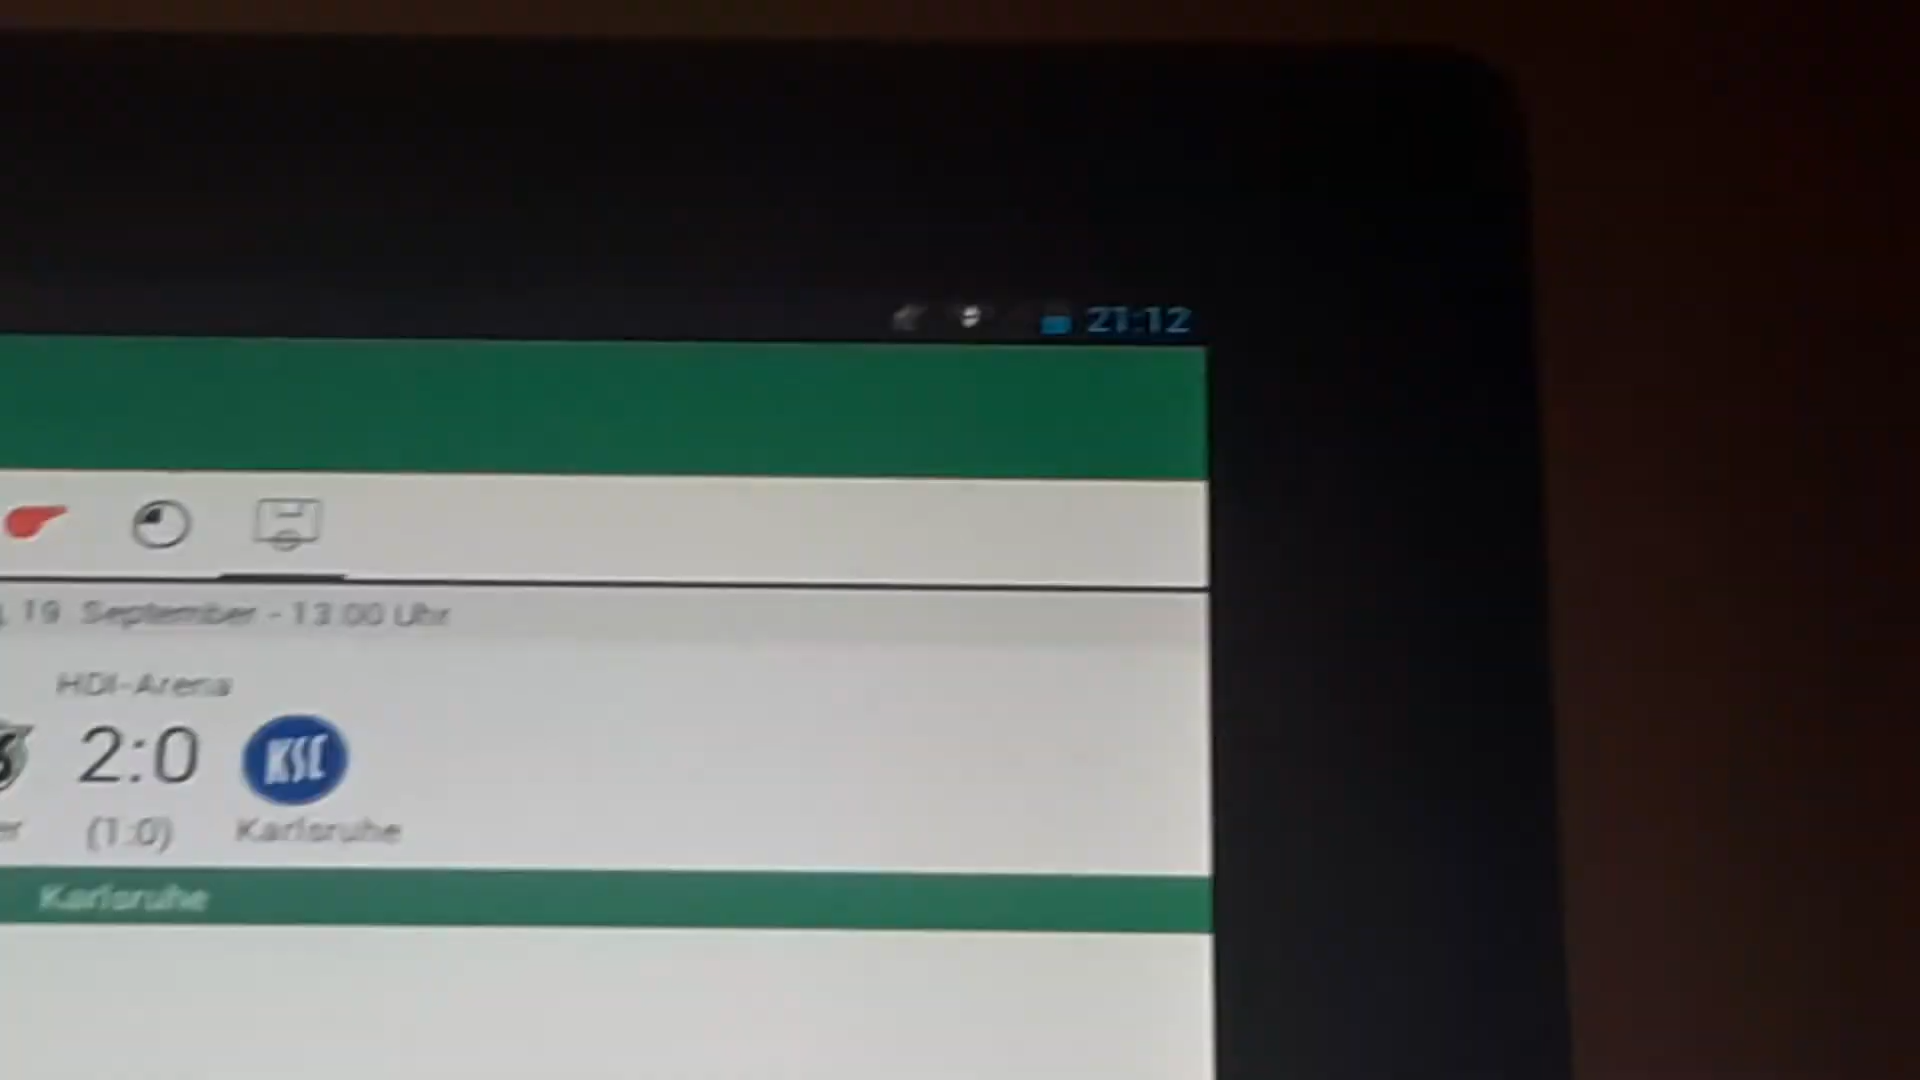 21:12
19. September - 13:00 Uhr
HDI-Arena
2:0
KSC
(1:0)
Karlsruhe
Karlsruhe